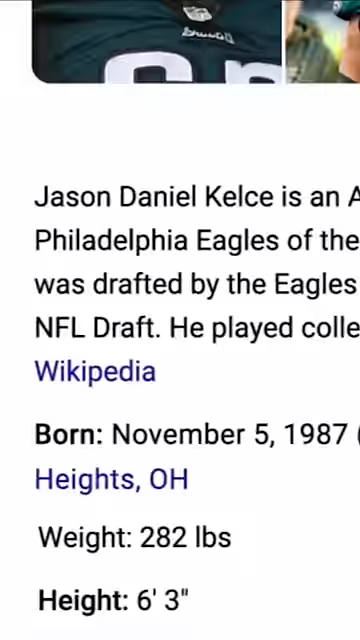 Jason Daniel Kelce is an A
Philadelphia Eagles of the
was drafted by the Eagles
NFL Draft. He played colle
Wikipedia
Born: November 5, 1987 (
Heights, OH
Weight: 282 lbs
Height: 6' 3"